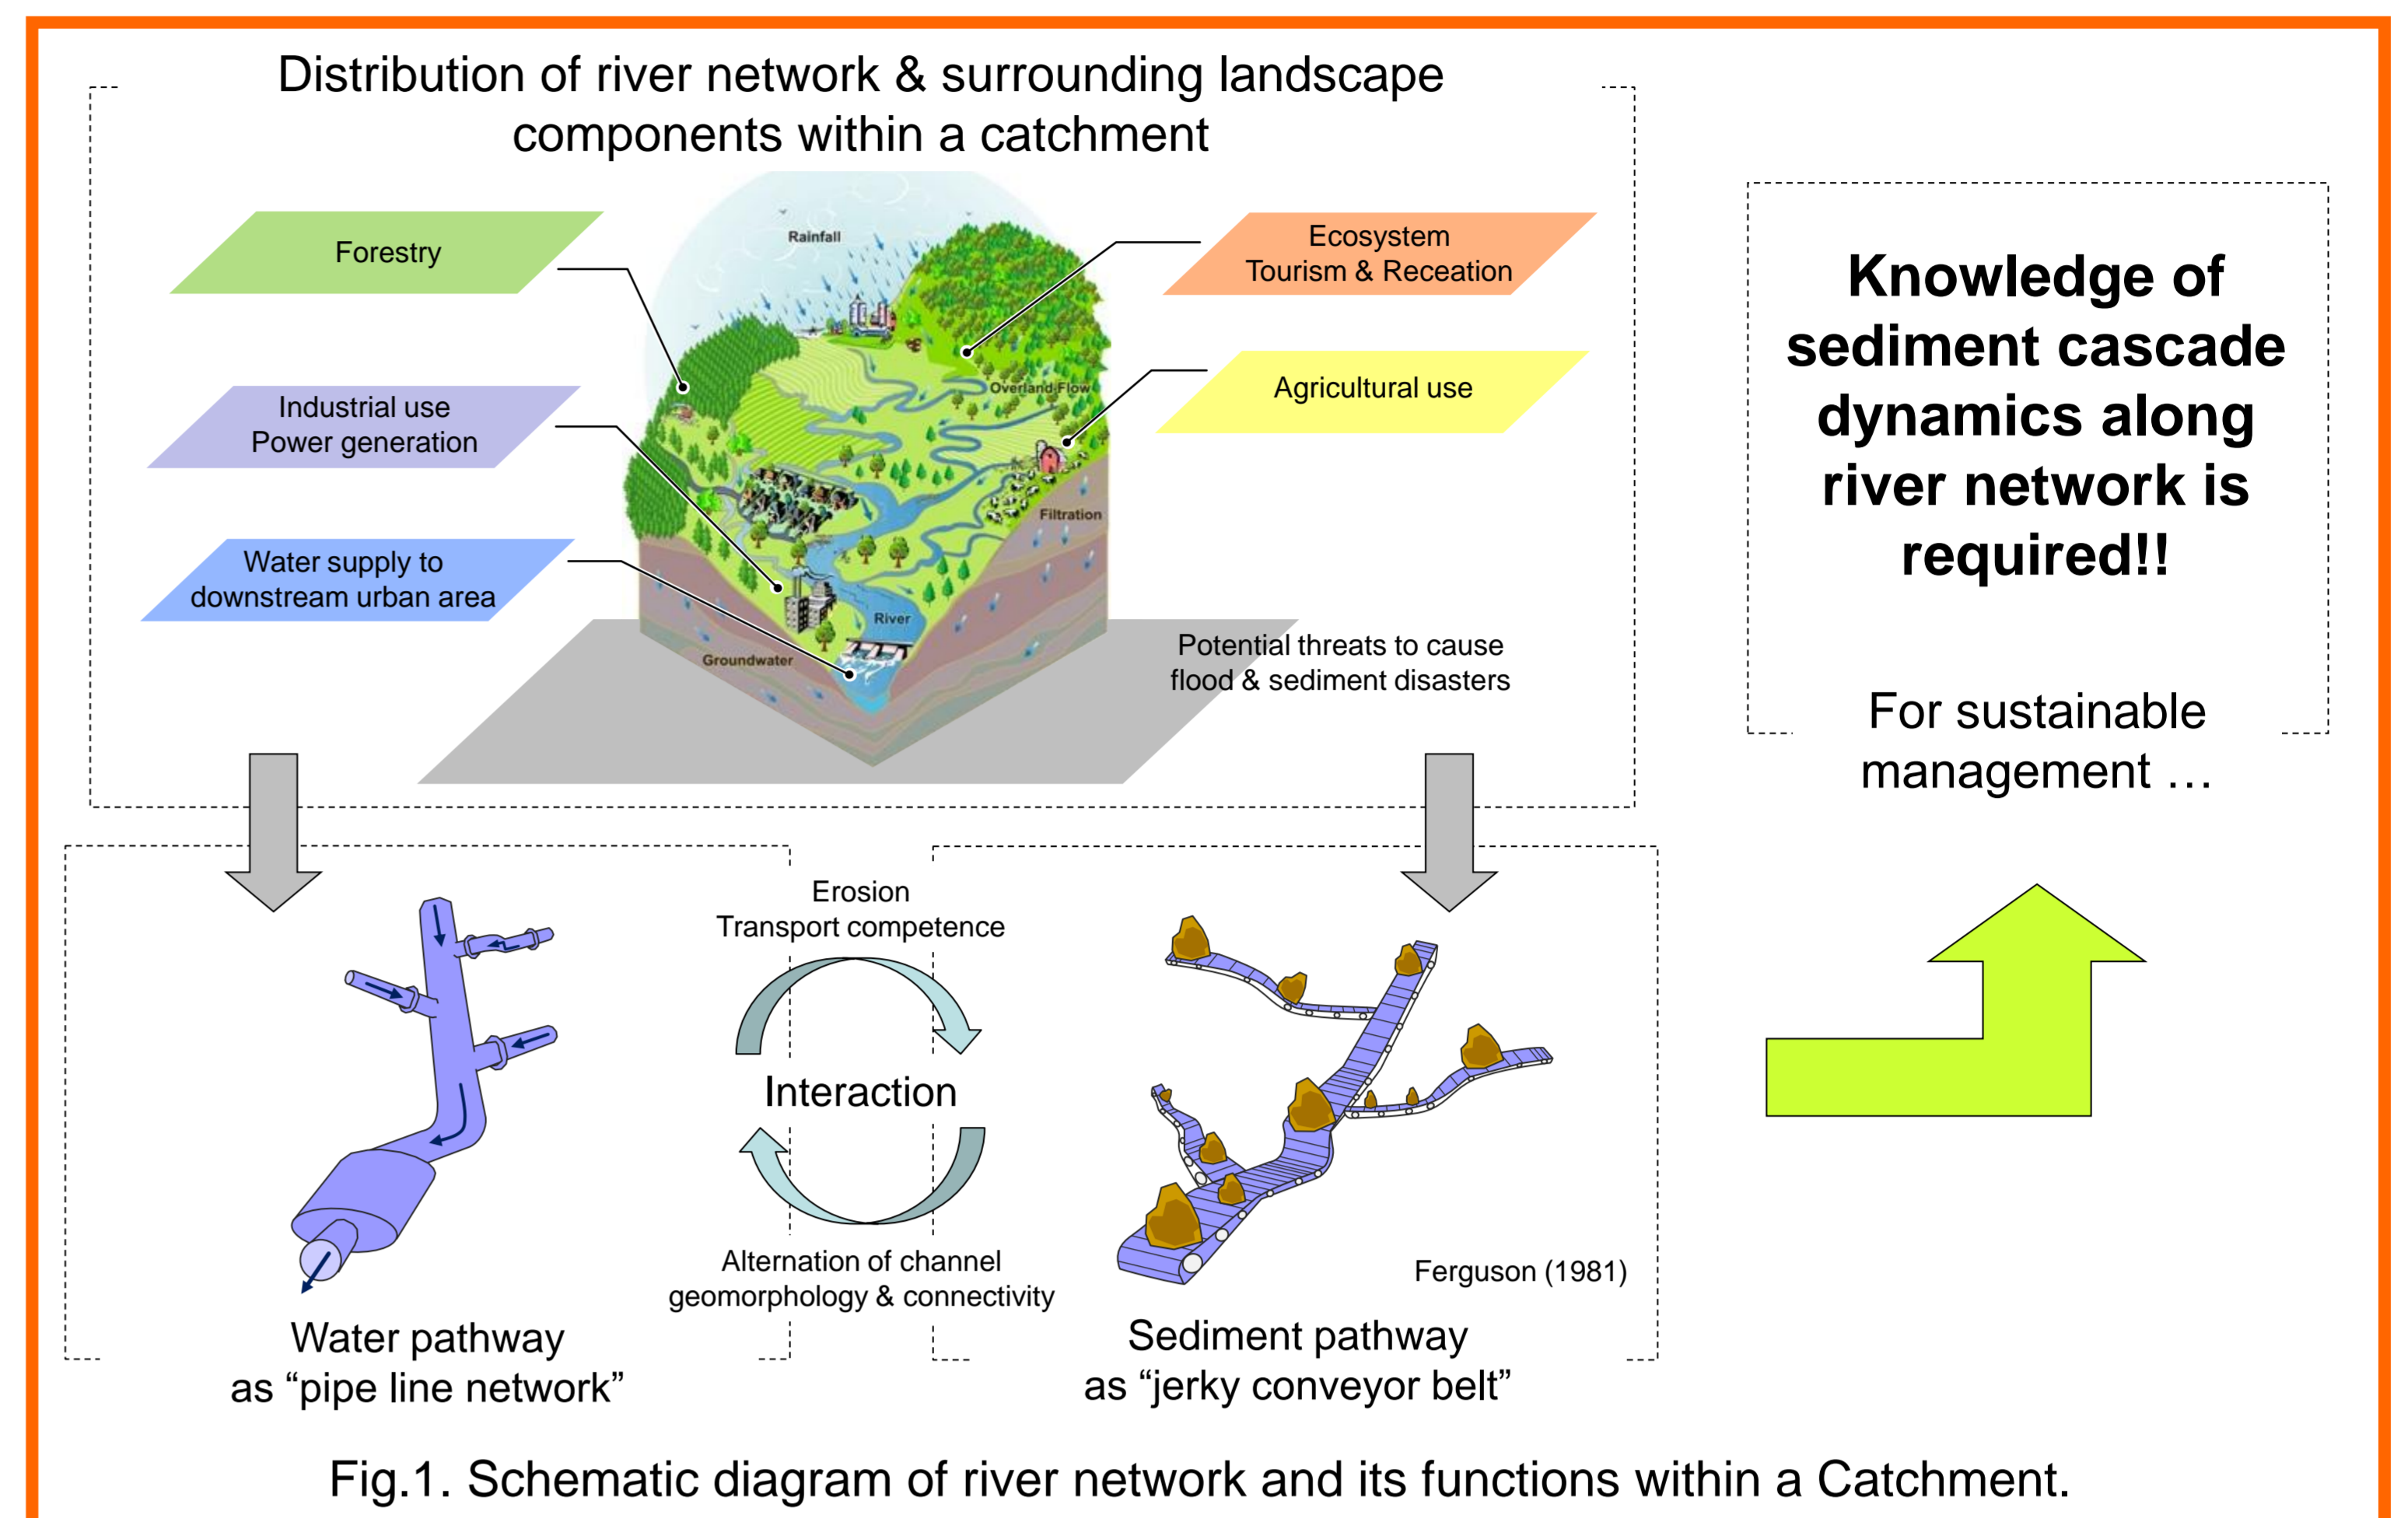 Distribution of river network & surrounding landscape
components within a catchment
Forestry
Industrial use
Power generation
Water supply to
downstream urban area
Rainfall
Overland Flow
Filtration
River
Groundwater
Ecosystem
Tourism & Receation
Agricultural use
Potential threats to cause
flood & sediment disasters
Knowledge of
sediment cascade
dynamics along
river network is
required!!
For sustainable
management …
Erosion
Transport competence
Interaction
Alternation of channel
geomorphology & connectivity
Water pathway
as “pipe line network”
Ferguson (1981)
Sediment pathway
as “jerky conveyor belt”
Fig.1. Schematic diagram of river network and its functions within a Catchment.